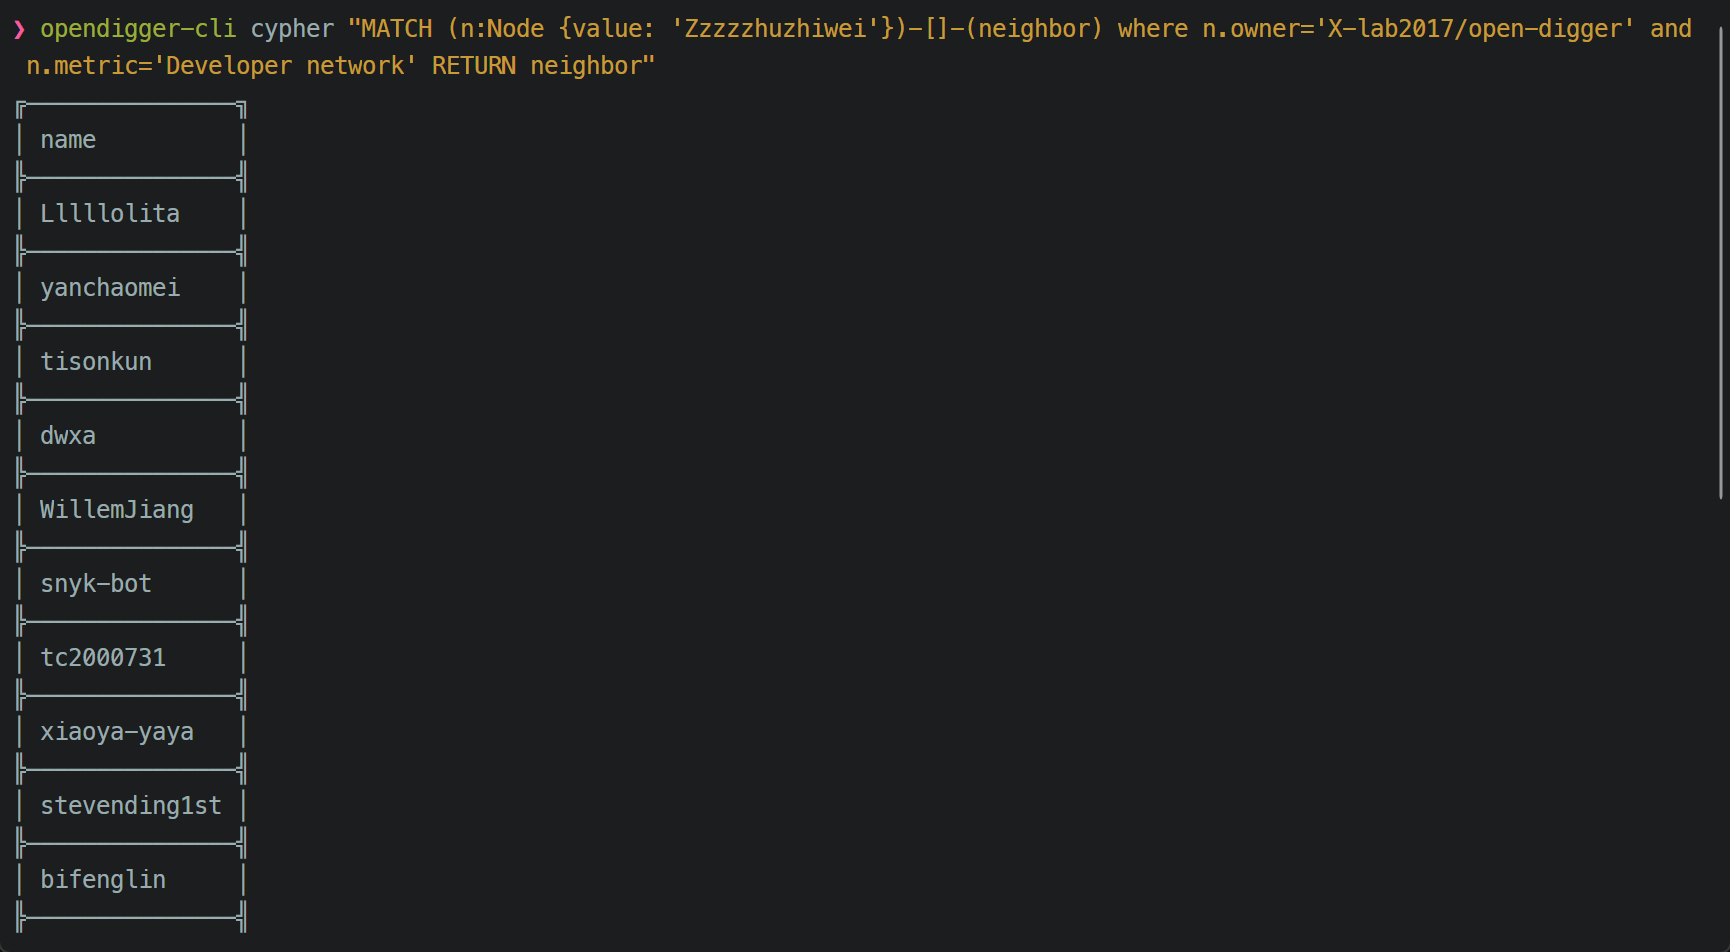 ❯ opendigger-cli cypher "MATCH (n:Node {value: 'Zzzzzhuzhiwei'})-[]-(neighbor) where n.owner='X-lab2017/open-digger' and
n.metric='Developer network' RETURN neighbor"
name
Lllllolita
yanchaomei
tisonkun
dwxa
WillemJiang
snyk-bot
tc2000731
xiaoya-yaya
stevending1st
bifenglin